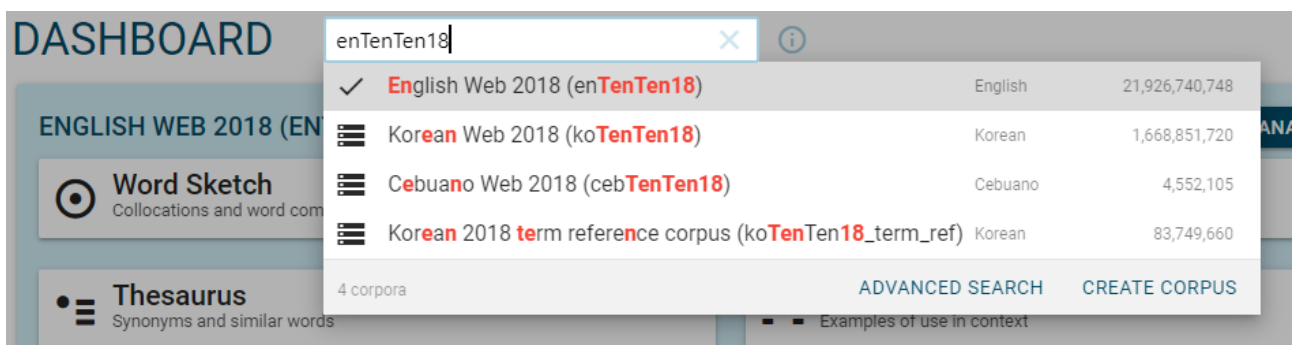 DASHBOARD enTenTen18
English Web 2018 (enTenTen18) English 21,926,740,748
ENGLISH WEB 2018 (EN
Korean Web 2018 (koTenTen18) Korean 1,668,851,720
ANA
Word Sketch
Collocations and word com
Cebuano Web 2018 (cebTenTen18) Cebuano 4,552,105
Korean 2018 term reference corpus (koTenTen18_term_ref) Korean 83,749,660
4 corpora ADVANCED SEARCH CREATE CORPUS
Thesaurus
Synonyms and similar words
Examples of use in context